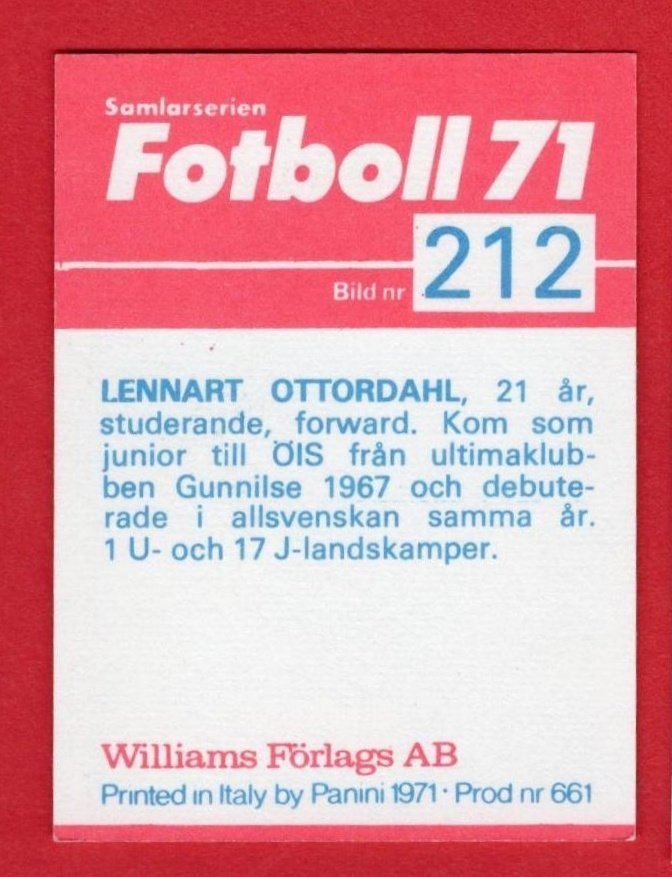 Samlarserien
Fotboll 71
Bild nr 212
LENNART OTTORDAHL, 21 år,
studerande, forward. Kom som
junior till ÖIS från ultimaklub-
ben Gunnilse 1967 och debute-
rade i allsvenskan samma år.
1 U- och 17 J-landskamper.
Williams Förlags AB
Printed in Italy by Panini 1971 · Prod nr 661